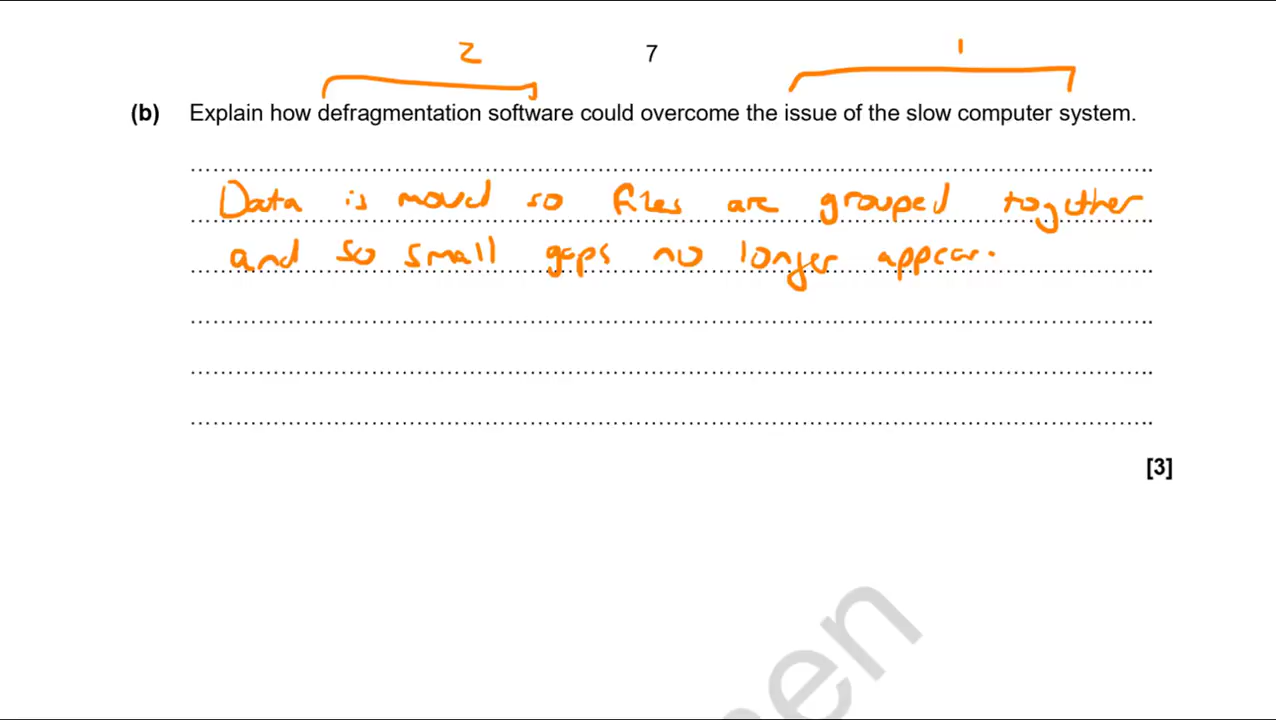 2 7 1
(b) Explain how defragmentation software could overcome the issue of the slow computer system.
Data is moved so files are grouped together
and so small gaps no longer appear.
[3]
men